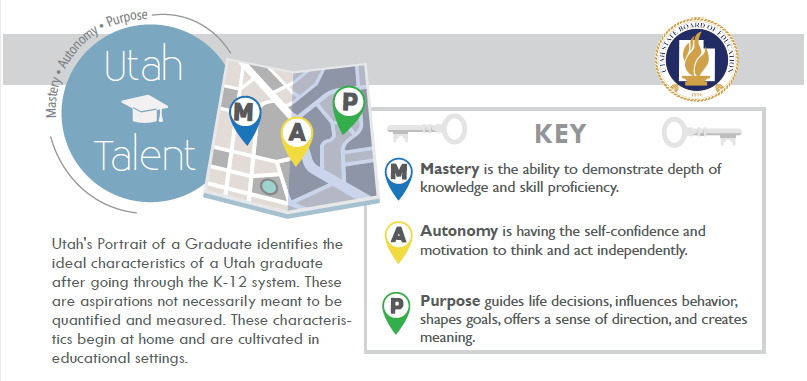 Mastery • Autonomy • Purpose
Utah
Talent
M
A
P
UTAH STATE BOARD OF EDUCATION
1896
KEY
M
Mastery is the ability to demonstrate depth of
knowledge and skill proficiency.
A
Autonomy is having the self-confidence and
motivation to think and act independently.
P
Purpose guides life decisions, influences behavior,
shapes goals, offers a sense of direction, and creates
meaning.
Utah's Portrait of a Graduate identifies the
ideal characteristics of a Utah graduate
after going through the K-12 system. These
are aspirations not necessarily meant to be
quantified and measured. These characteris-
tics begin at home and are cultivated in
educational settings.